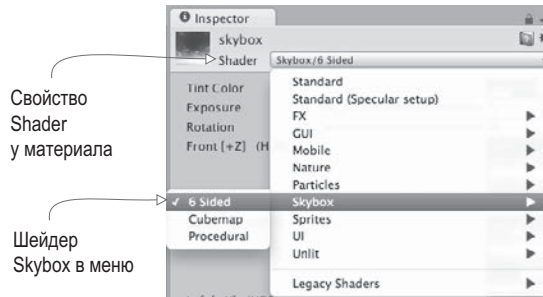 Inspector
skybox
Shader
Skybox/6 Sided
Свойство
Shader
у материала
Tint Color
Exposure
Rotation
Front [+Z] (H
Standard
Standard (Specular setup)
FX
GUI
Mobile
Nature
Particles
Skybox
Sprites
UI
Unlit
Legacy Shaders
✓ 6 Sided
Cubemap
Procedural
Шейдер
Skybox в меню